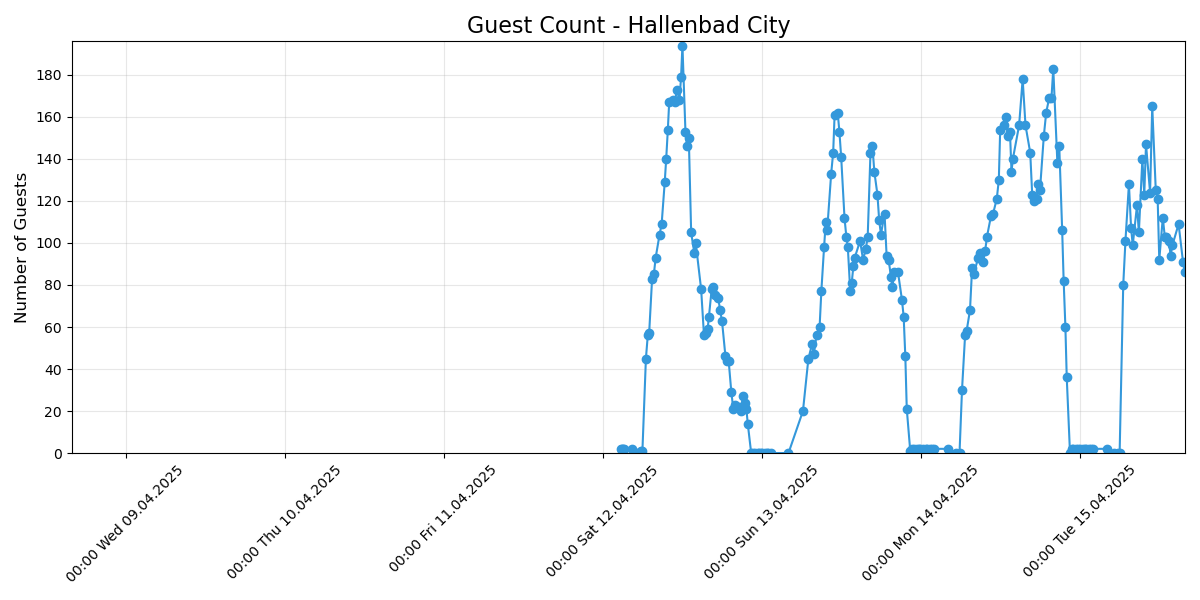 Guest Count - Hallenbad City
Number of Guests
180
160
140
120
100
80
60
40
20
0
00:00 Wed 09.04.2025
00:00 Thu 10.04.2025
00:00 Fri 11.04.2025
00:00 Sat 12.04.2025
00:00 Sun 13.04.2025
00:00 Mon 14.04.2025
00:00 Tue 15.04.2025